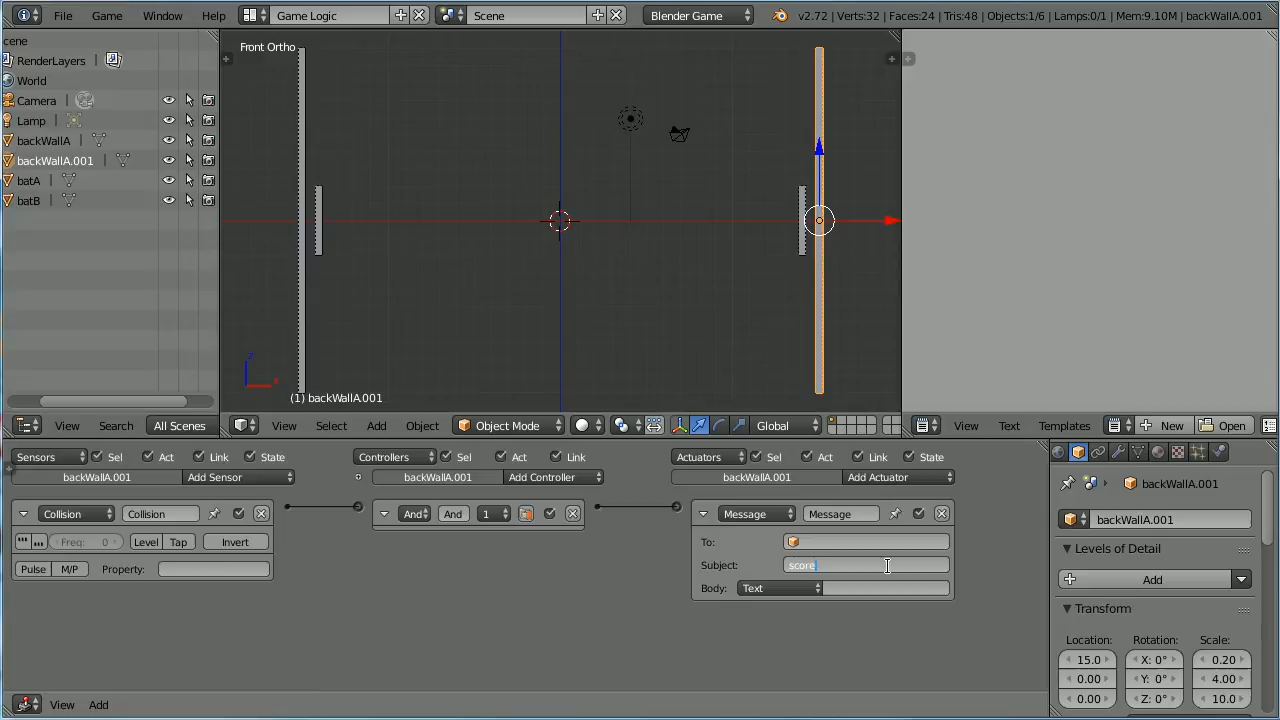 File Game Window Help Game Logic Scene Blender Game v2.72 | Verts:32 | Faces:24 | Tris:48 | Objects:1/6 | Lamps:0/1 | Mem:9.10M | backWallA.001
cene
RenderLayers
World
Camera
Lamp
backWallA
backWallA.001
batA
batB
Front Ortho
z
x
(1) backWallA.001
View Search All Scenes View Select Add Object Object Mode Global View Text Templates New Open
Sensors Sel Act Link State Controllers Sel Act Link Actuators Sel Act Link State
backWallA.001 Add Sensor backWallA.001 Add Controller backWallA.001 Add Actuator
Collision Collision And And 1 Message Message
Freq: 0 Level Tap Invert
Pulse M/P Property:
To:
Subject: score
Body: Text
backWallA.001
backWallA.001
Levels of Detail
Add
Transform
Location: Rotation: Scale:
15.0 X: 0° 0.20
0.00 Y: 0° 4.00
0.00 Z: 0° 10.0
View Add